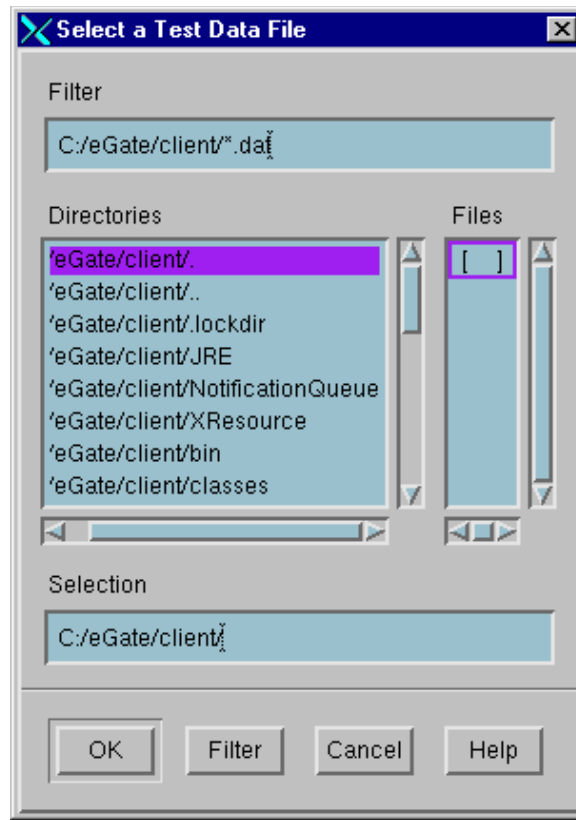 Select a Test Data File
Filter
C:/eGate/client/*.dat
Directories
Files
'eGate/client/.
[ ]
'eGate/client/..
'eGate/client/.lockdir
'eGate/client/JRE
'eGate/client/NotificationQueue
'eGate/client/XResource
'eGate/client/bin
'eGate/client/classes
Selection
C:/eGate/client/
OK Filter Cancel Help